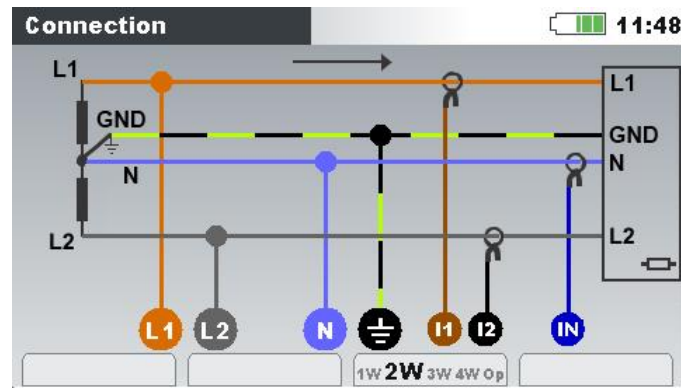 Connection 11:48
L1 L1
GND GND
N N
L2 L2
L1 L2 N I1 I2 IN
1W 2W 3W 4W Op